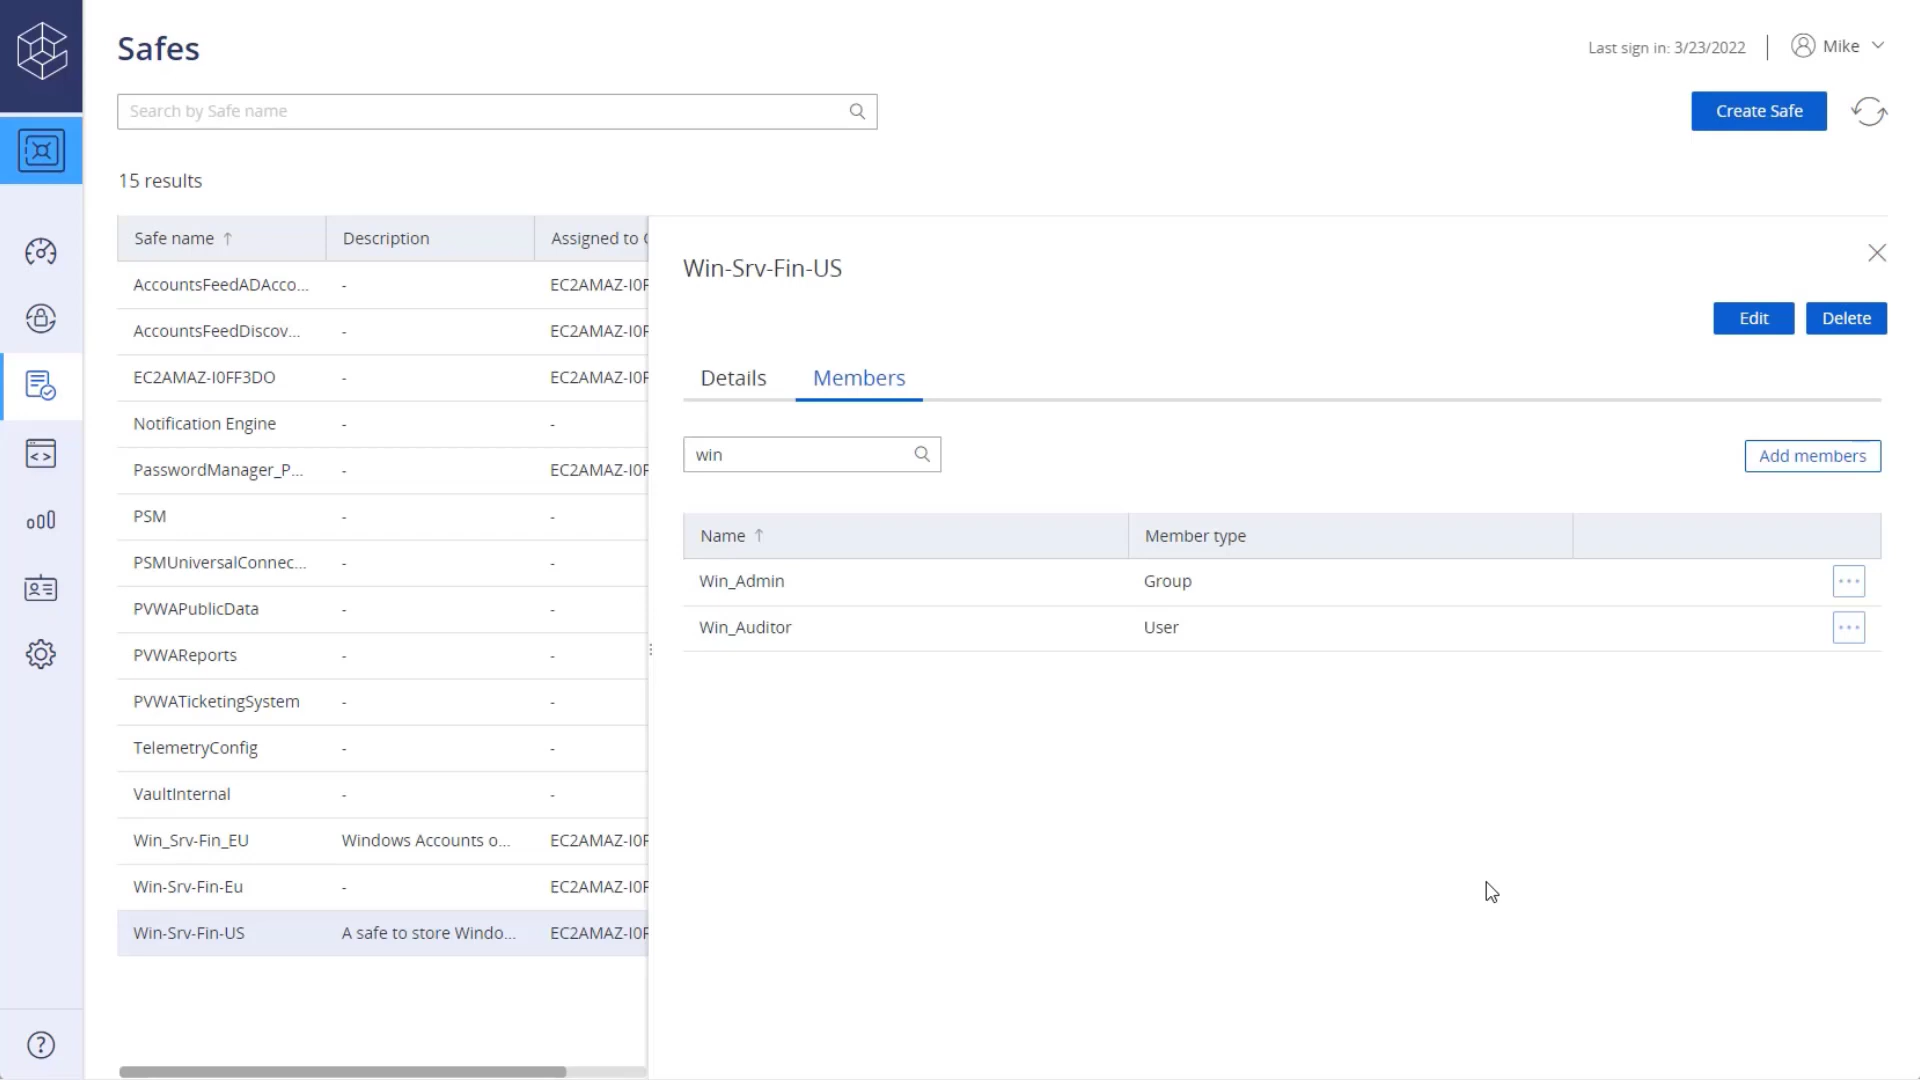 Safes
Last sign in: 3/23/2022
Mike
Search by Safe name
Create Safe
15 results
Safe name ↑ Description Assigned to
AccountsFeedADAcco... - EC2AMAZ-I0F
AccountsFeedDiscov... - EC2AMAZ-I0F
EC2AMAZ-I0FF3DO - EC2AMAZ-I0F
Notification Engine - -
PasswordManager_P... - EC2AMAZ-I0F
PSM - -
PSMUniversalConnec... - -
PVWAPublicData - -
PVWAReports - -
PVWATicketingSystem - -
TelemetryConfig - -
VaultInternal - -
Win_Srv-Fin_EU Windows Accounts o... EC2AMAZ-I0F
Win-Srv-Fin-Eu - EC2AMAZ-I0F
Win-Srv-Fin-US A safe to store Windo... EC2AMAZ-I0F
Win-Srv-Fin-US
Edit Delete
Details Members
win
Add members
Name ↑ Member type
Win_Admin Group ...
Win_Auditor User ...
?